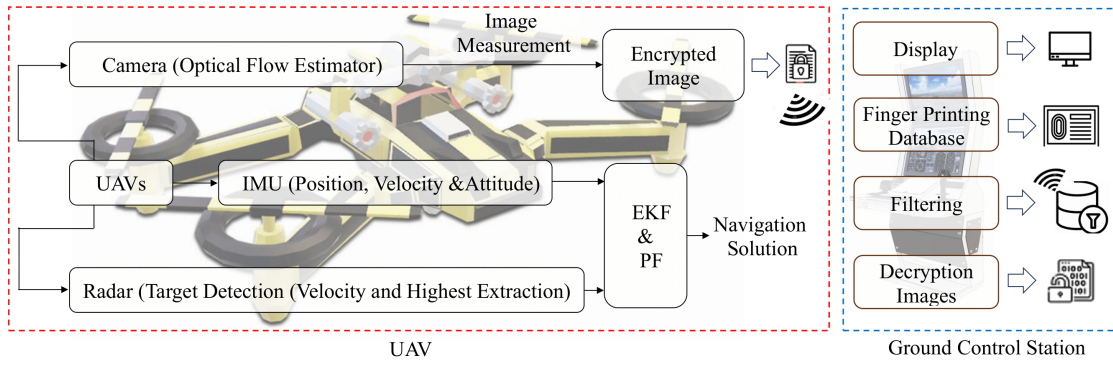 Image
Measurement
Camera (Optical Flow Estimator)
Encrypted
Image
UAVs
IMU (Position, Velocity &Attitude)
EKF
&
PF
Navigation
Solution
Radar (Target Detection (Velocity and Highest Extraction)
UAV
Display
Finger Printing
Database
Filtering
Decryption
Images
Ground Control Station